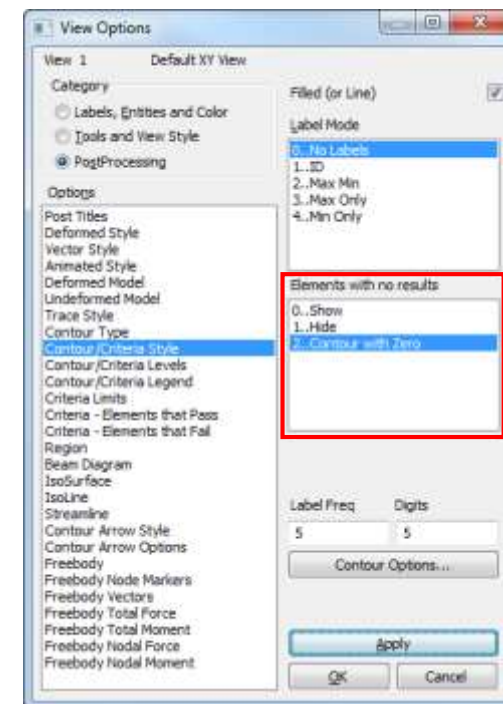 View Options
View 1 Default XY View
Category
Labels, Entities and Color
Tools and View Style
PostProcessing
Options
Post Titles
Deformed Style
Vector Style
Animated Style
Deformed Model
Undeformed Model
Trace Style
Contour Type
Contour/Criteria Style
Contour/Criteria Levels
Contour/Criteria Legend
Criteria Limits
Criteria - Elements that Pass
Criteria - Elements that Fail
Region
Beam Diagram
IsoSurface
IsoLine
Streamline
Contour Arrow Style
Contour Arrow Options
Freebody
Freebody Node Markers
Freebody Vectors
Freebody Total Force
Freebody Total Moment
Freebody Nodal Force
Freebody Nodal Moment
Filled (or Line)
Label Mode
0..No Labels
1..ID
2..Max Min
3..Max Only
4..Min Only
Elements with no results
0..Show
1..Hide
2..Contour with Zero
Label Freq Digits
5 5
Contour Options...
Apply
OK Cancel